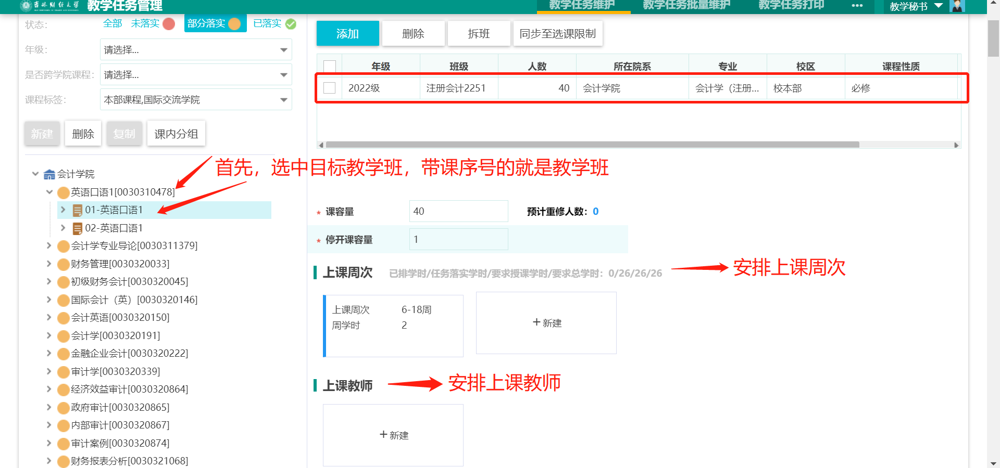 吉林财经大学 教学任务管理 教学任务维护 教学任务批量维护 教学任务打印 ••• 教学秘书
状态： 全部 未落实 部分落实 已落实
年级： 请选择...
是否跨学院课程： 请选择...
课程标签： 本部课程,国际交流学院
新建 删除 复制 课内分组
会计学院
英语口语1[0030310478]
01-英语口语1
02-英语口语1
会计学专业导论[0030311379]
财务管理[0030320033]
初级财务会计[0030320045]
国际会计（英）[0030320146]
会计英语[0030320150]
会计学[0030320191]
金融企业会计[0030320222]
审计学[0030320339]
经济效益审计[0030320864]
政府审计[0030320865]
内部审计[0030320867]
审计案例[0030320874]
财务报表分析[0030321068]
添加 删除 拆班 同步至选课限制
年级 班级 人数 所在院系 专业 校区 课程性质
2022级 注册会计2251 40 会计学院 会计学（注册... 校本部 必修
首先，选中目标教学班，带课序号的就是教学班
* 课容量 40 预计重修人数：0
* 停开课容量 1
上课周次 已排学时/任务落实学时/要求授课学时/要求总学时：0/26/26/26 安排上课周次
上课周次 6-18周
周学时 2
+新建
上课教师 安排上课教师
+新建